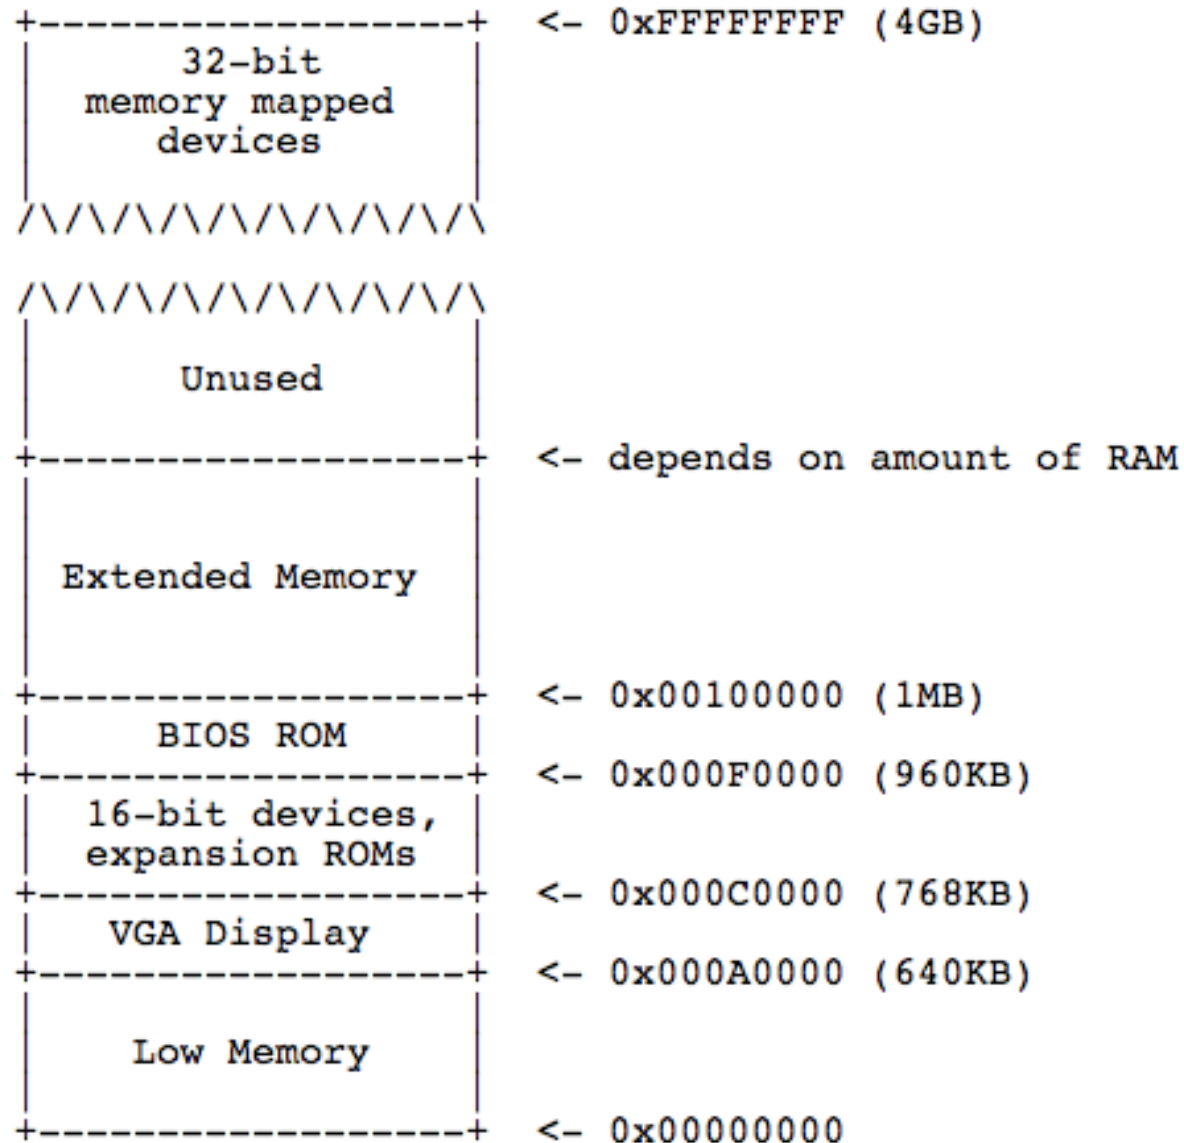 +------------------+  <- 0xFFFFFFFF (4GB)
|      32-bit      |
|  memory mapped   |
|     devices      |
|                  |
/\/\/\/\/\/\/\/\/\/\

/\/\/\/\/\/\/\/\/\/\
|                  |
|      Unused      |
|                  |
+------------------+  <- depends on amount of RAM
|                  |
|                  |
| Extended Memory  |
|                  |
|                  |
+------------------+  <- 0x00100000 (1MB)
|     BIOS ROM     |
+------------------+  <- 0x000F0000 (960KB)
|  16-bit devices, |
|  expansion ROMs  |
+------------------+  <- 0x000C0000 (768KB)
|   VGA Display    |
+------------------+  <- 0x000A0000 (640KB)
|                  |
|    Low Memory    |
|                  |
+------------------+  <- 0x00000000